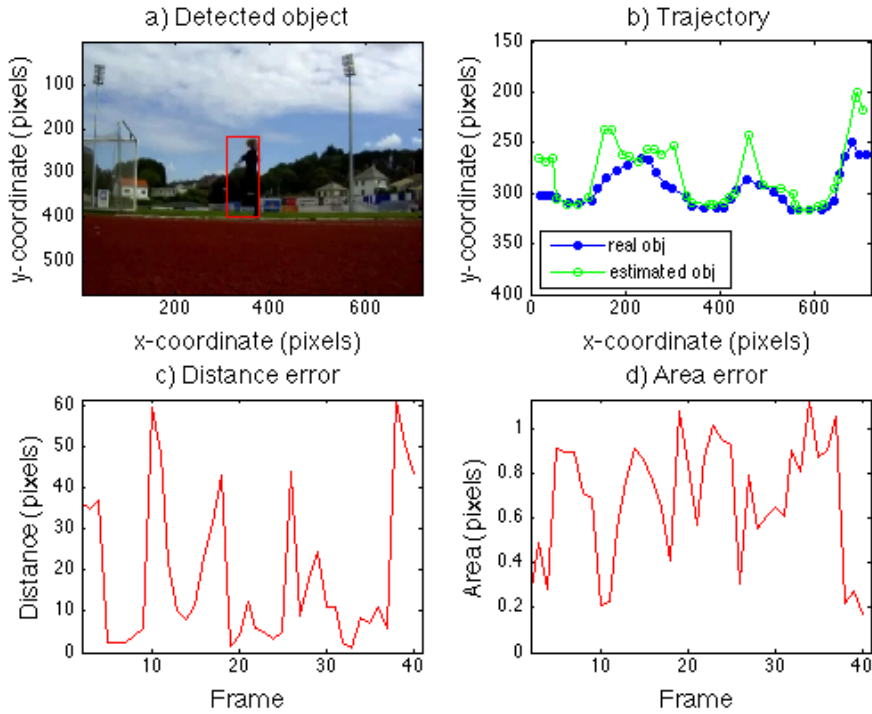 a) Detected object
y-coordinate (pixels)
100
200
300
400
500
200
400
600
x-coordinate (pixels)
b) Trajectory
y-coordinate (pixels)
150
200
250
300
350
400
0
200
400
600
real obj
estimated obj
x-coordinate (pixels)
c) Distance error
Distance (pixels)
60
50
40
30
20
10
0
10
20
30
40
Frame
d) Area error
Area (pixels)
1
0.8
0.6
0.4
0.2
0
10
20
30
40
Frame